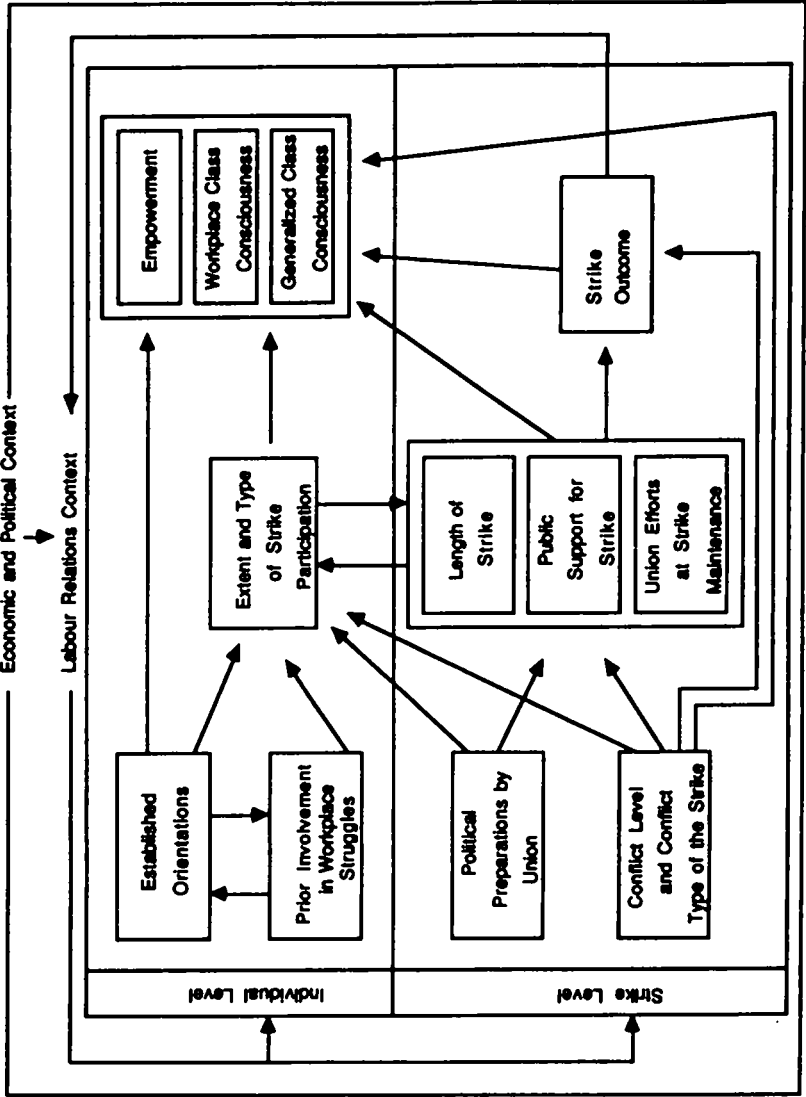 Economic and Political Context
Labour Relations Context
Individual Level
Established
Orientations
Prior Involvement
in Workplace
Struggles
Extent and Type
of Strike
Participation
Empowerment
Workplace Class
Consciousness
Generalized Class
Consciousness
Strike Level
Political
Preparations by
Union
Conflict Level
and Conflict
Type of the Strike
Length of
Strike
Public
Support for
Strike
Union Efforts
at Strike
Maintenance
Strike
Outcome